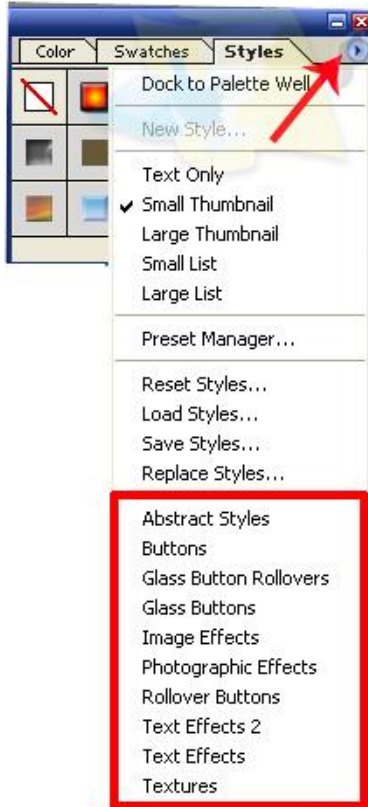 Color Swatches Styles
Dock to Palette Well
New Style...
Text Only
Small Thumbnail
Large Thumbnail
Small List
Large List
Preset Manager...
Reset Styles...
Load Styles...
Save Styles...
Replace Styles...
Abstract Styles
Buttons
Glass Button Rollovers
Glass Buttons
Image Effects
Photographic Effects
Rollover Buttons
Text Effects 2
Text Effects
Textures